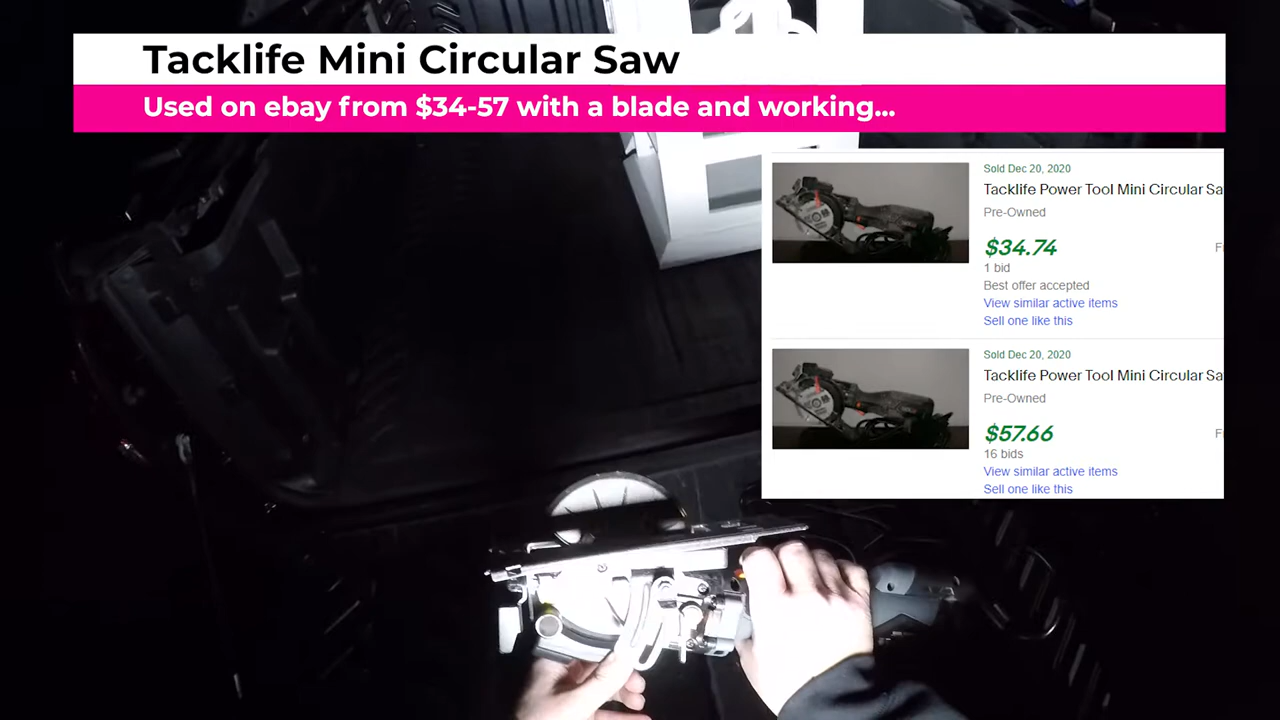 Tacklife Mini Circular Saw
Used on ebay from $34-57 with a blade and working...
Sold Dec 20, 2020
Tacklife Power Tool Mini Circular Sa
Pre-Owned
$34.74
1 bid
Best offer accepted
View similar active items
Sell one like this
Sold Dec 20, 2020
Tacklife Power Tool Mini Circular Sa
Pre-Owned
$57.66
16 bids
View similar active items
Sell one like this